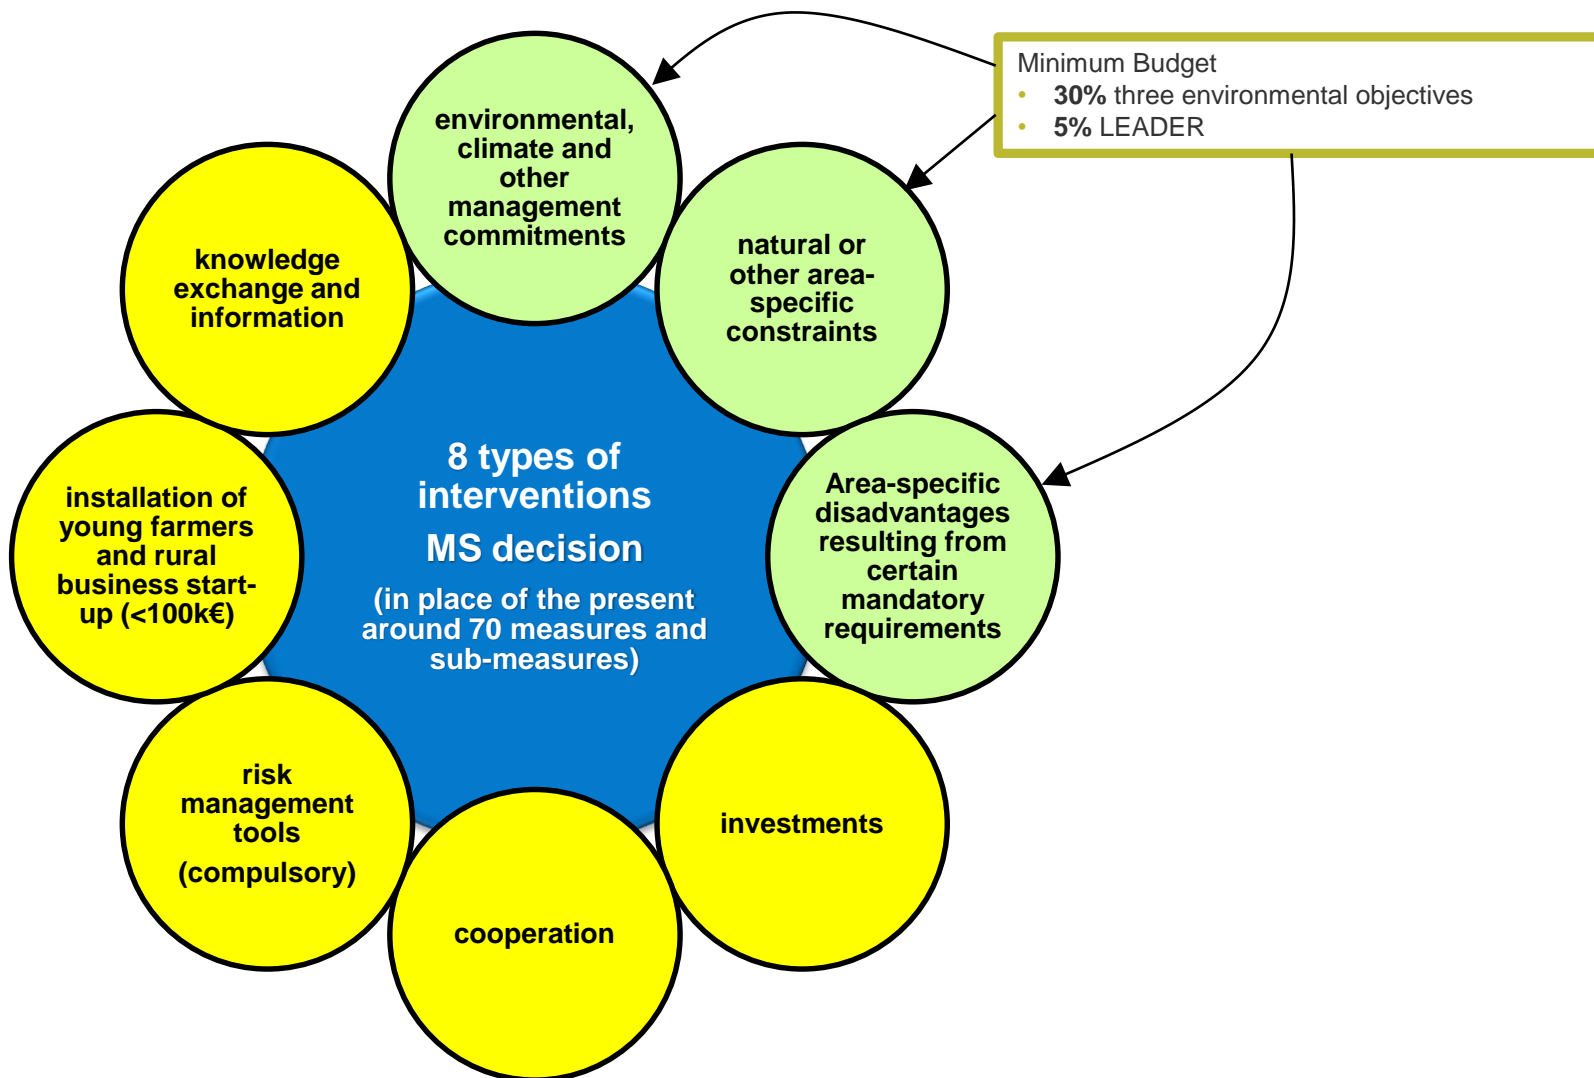 Minimum Budget
• 30% three environmental objectives
• 5% LEADER
environmental,
climate and
other
management
commitments
natural or
other area-
specific
constraints
Area-specific
disadvantages
resulting from
certain
mandatory
requirements
investments
cooperation
risk
management
tools
(compulsory)
installation of
young farmers
and rural
business start-
up (<100k€)
knowledge
exchange and
information
8 types of
interventions
MS decision
(in place of the present
around 70 measures and
sub-measures)